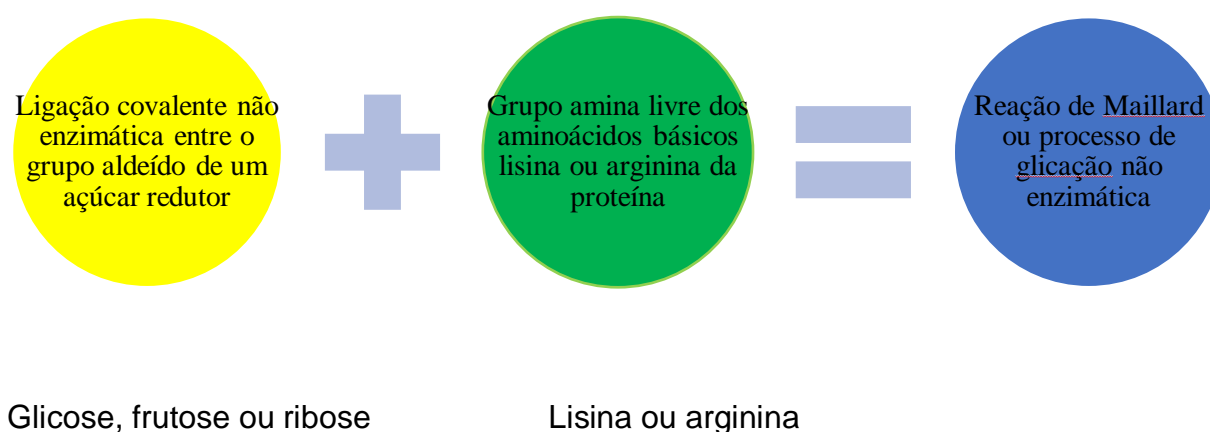 Ligação covalente não
enzimática entre o
grupo aldeído de um
açúcar redutor
Grupo amina livre dos
aminoácidos básicos
lisina ou arginina da
proteína
Reação de Maillard
ou processo de
glicação não
enzimática
Glicose, frutose ou ribose
Lisina ou arginina